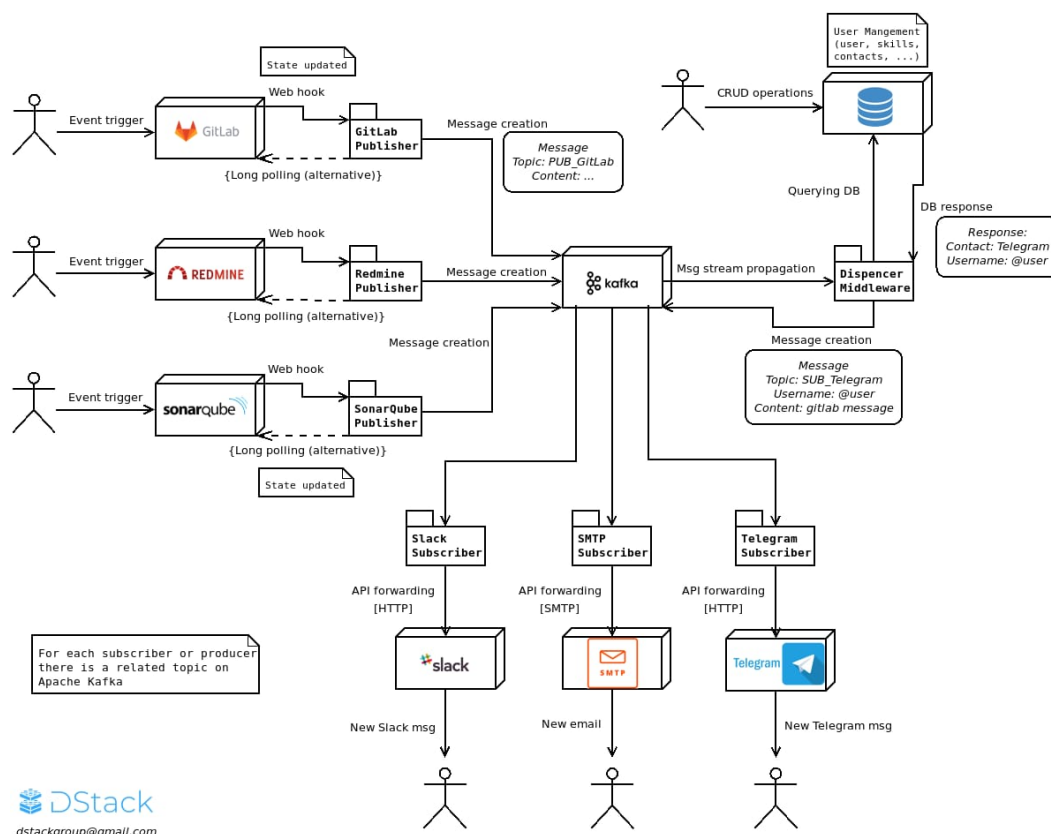 User Mangement
(user, skills,
contacts, ...)
State updated
Web hook
CRUD operations
Event trigger
GitLab
GitLab
Publisher
Message creation
Message
Topic: PUB_GitLab
Content: ...
{Long polling (alternative)}
Querying DB
DB response
Response:
Contact: Telegram
Username: @user
Web hook
Event trigger
REDMINE
Redmine
Publisher
Message creation
kafka
Msg stream propagation
Dispencer
Middleware
{Long polling (alternative)}
Message creation
Message creation
Message
Topic: SUB_Telegram
Username: @user
Content: gitlab message
Web hook
Event trigger
sonarqube
SonarQube
Publisher
{Long polling (alternative)}
State updated
Slack
Subscriber
SMTP
Subscriber
Telegram
Subscriber
API forwarding
[HTTP]
API forwarding
[SMTP]
API forwarding
[HTTP]
For each subscriber or producer
there is a related topic on
Apache Kafka
slack
SMTP
Telegram
New Slack msg
New email
New Telegram msg
DStack
dstackgroup@gmail.com